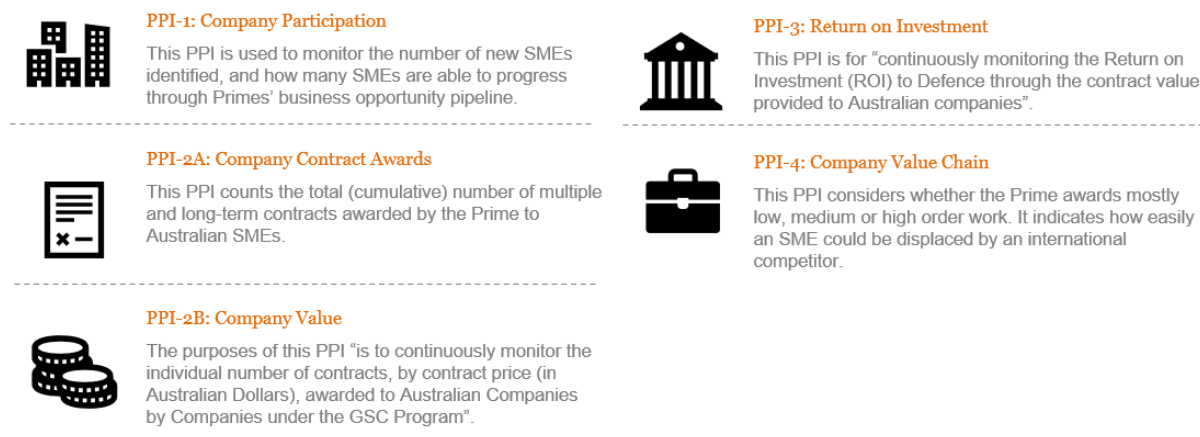 PPI-1: Company Participation
This PPI is used to monitor the number of new SMEs
identified, and how many SMEs are able to progress
through Primes' business opportunity pipeline.
PPI-2A: Company Contract Awards
This PPI counts the total (cumulative) number of multiple
and long-term contracts awarded by the Prime to
Australian SMEs.
PPI-2B: Company Value
The purposes of this PPI “is to continuously monitor the
individual number of contracts, by contract price (in
Australian Dollars), awarded to Australian Companies
by Companies under the GSC Program”.
PPI-3: Return on Investment
This PPI is for “continuously monitoring the Return on
Investment (ROI) to Defence through the contract value
provided to Australian companies”.
PPI-4: Company Value Chain
This PPI considers whether the Prime awards mostly
low, medium or high order work. It indicates how easily
an SME could be displaced by an international
competitor.